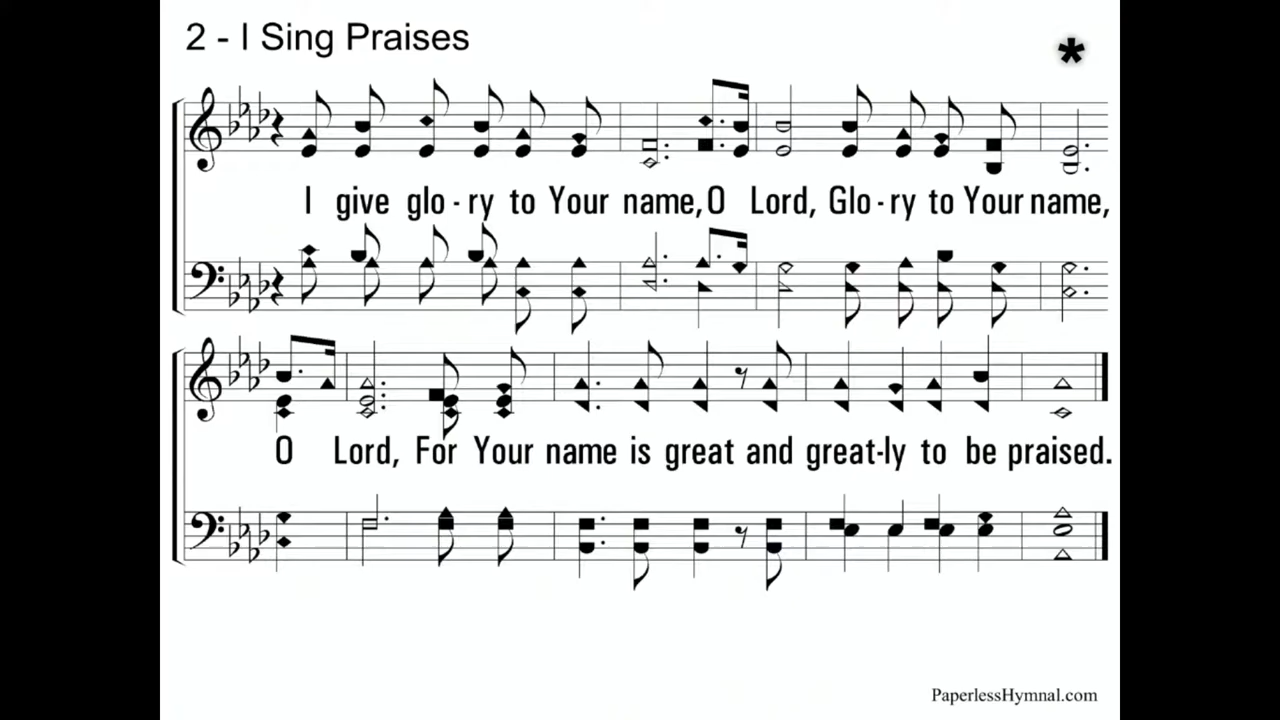 2 - I Sing Praises
*
I give glo - ry to Your name, O Lord, Glo - ry to Your name,
O Lord, For Your name is great and great-ly to be praised.
PaperlessHymnal.com